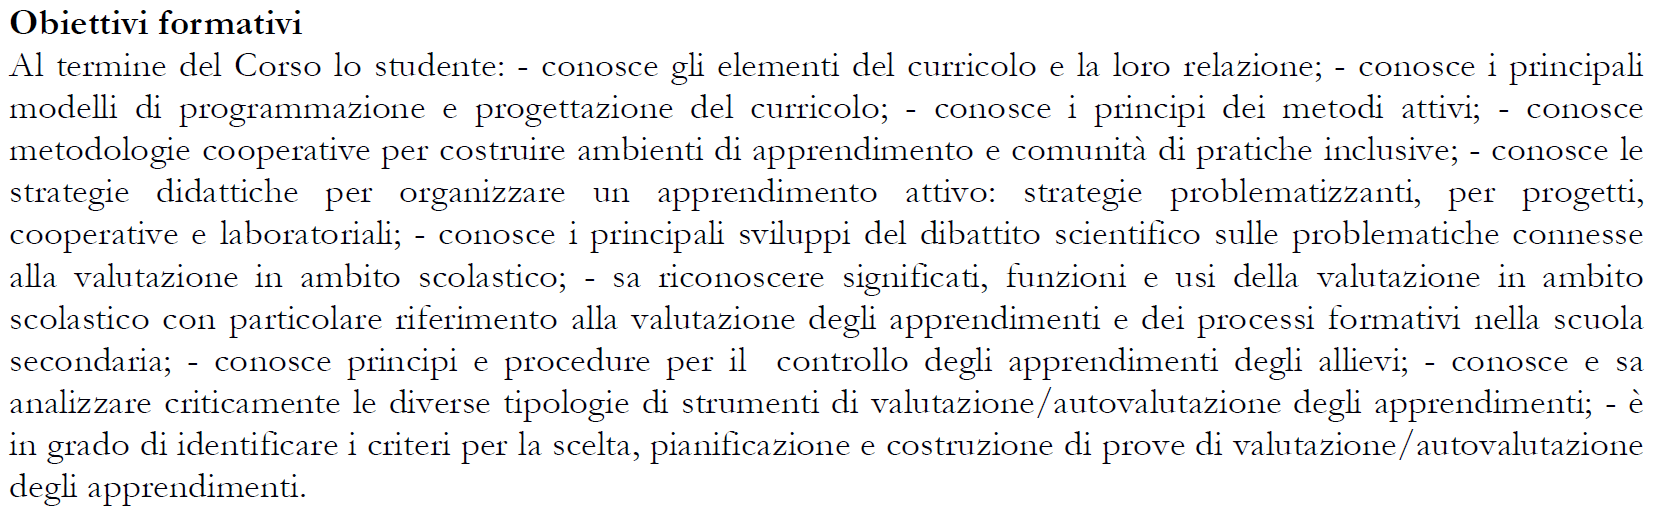 Obiettivi formativi
Al termine del Corso lo studente: - conosce gli elementi del curricolo e la loro relazione; - conosce i principali
modelli di programmazione e progettazione del curricolo; - conosce i principi dei metodi attivi; - conosce
metodologie cooperative per costruire ambienti di apprendimento e comunità di pratiche inclusive; - conosce le
strategie didattiche per organizzare un apprendimento attivo: strategie problematizzanti, per progetti,
cooperative e laboratoriali; - conosce i principali sviluppi del dibattito scientifico sulle problematiche connesse
alla valutazione in ambito scolastico; - sa riconoscere significati, funzioni e usi della valutazione in ambito
scolastico con particolare riferimento alla valutazione degli apprendimenti e dei processi formativi nella scuola
secondaria; - conosce principi e procedure per il  controllo degli apprendimenti degli allievi; - conosce e sa
analizzare criticamente le diverse tipologie di strumenti di valutazione/autovalutazione degli apprendimenti; - è
in grado di identificare i criteri per la scelta, pianificazione e costruzione di prove di valutazione/autovalutazione
degli apprendimenti.